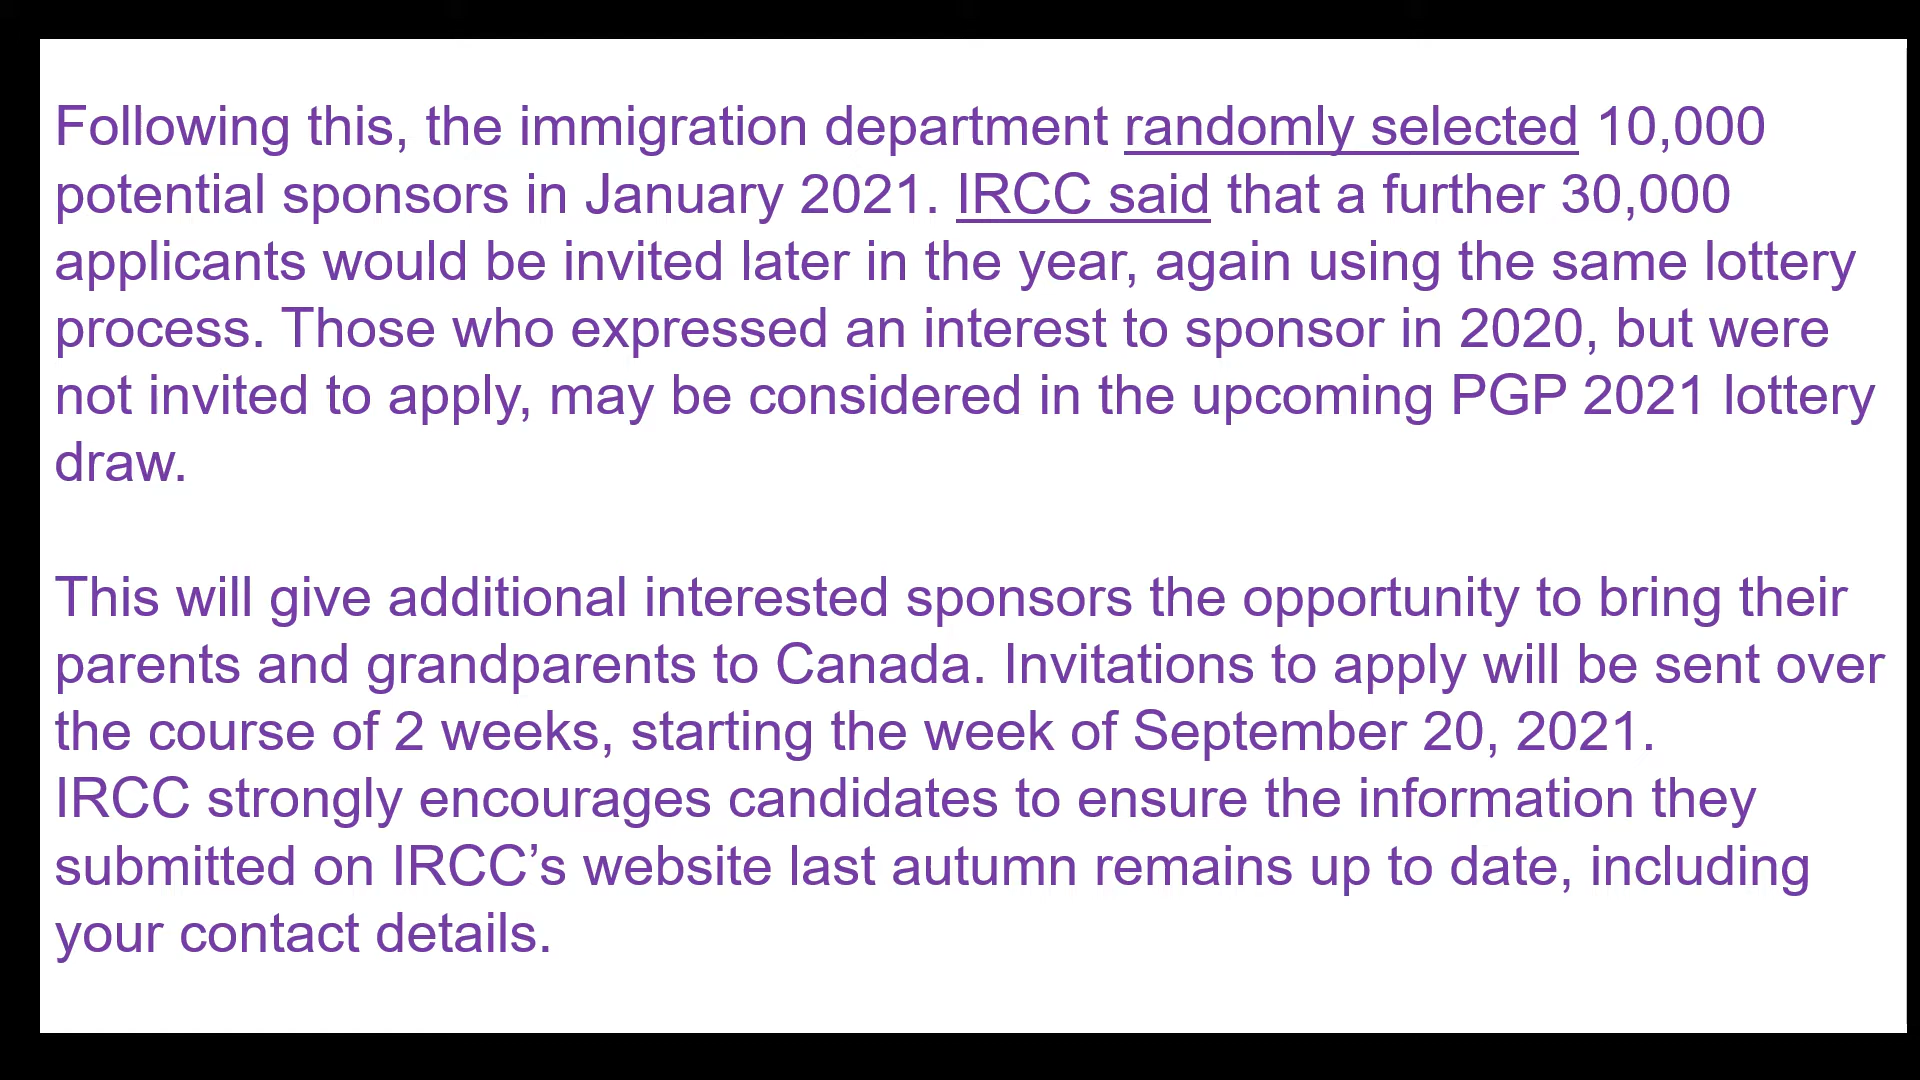 Following this, the immigration department randomly selected 10,000
potential sponsors in January 2021. IRCC said that a further 30,000
applicants would be invited later in the year, again using the same lottery
process. Those who expressed an interest to sponsor in 2020, but were
not invited to apply, may be considered in the upcoming PGP 2021 lottery
draw.
This will give additional interested sponsors the opportunity to bring their
parents and grandparents to Canada. Invitations to apply will be sent over
the course of 2 weeks, starting the week of September 20, 2021.
IRCC strongly encourages candidates to ensure the information they
submitted on IRCC’s website last autumn remains up to date, including
your contact details.